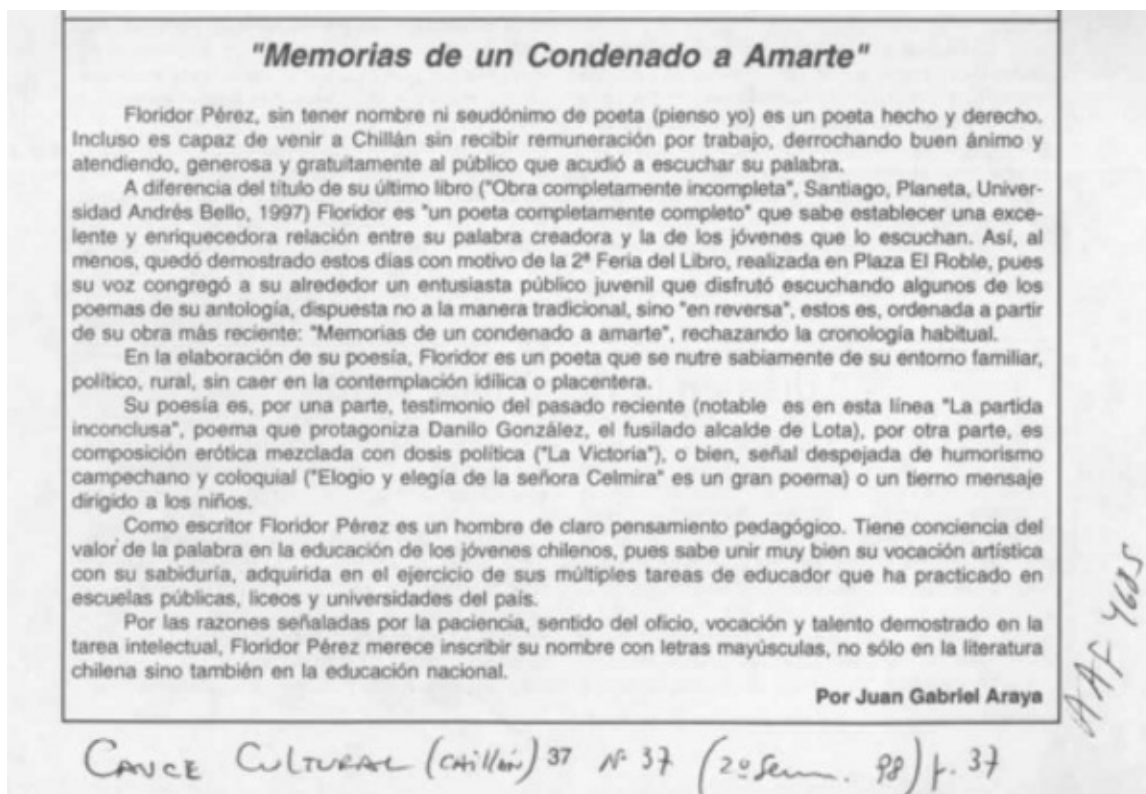 "Memorias de un Condenado a Amarte"
Floridor Pérez, sin tener nombre ni seudónimo de poeta (pienso yo) es un poeta hecho y derecho.
Incluso es capaz de venir a Chillán sin recibir remuneración por trabajo, derrochando buen ánimo y
atendiendo, generosa y gratuitamente al público que acudió a escuchar su palabra.
A diferencia del título de su último libro ("Obra completamente incompleta", Santiago, Planeta, Univer-
sidad Andrés Bello, 1997) Floridor es "un poeta completamente completo" que sabe establecer una exce-
lente y enriquecedora relación entre su palabra creadora y la de los jóvenes que lo escuchan. Así, al
menos, quedó demostrado estos días con motivo de la 2ª Feria del Libro, realizada en Plaza El Roble, pues
su voz congregó a su alrededor un entusiasta público juvenil que disfrutó escuchando algunos de los
poemas de su antología, dispuesta no a la manera tradicional, sino "en reversa", estos es, ordenada a partir
de su obra más reciente: "Memorias de un condenado a amarte", rechazando la cronología habitual.
En la elaboración de su poesía, Floridor es un poeta que se nutre sabiamente de su entorno familiar,
político, rural, sin caer en la contemplación idílica o placentera.
Su poesía es, por una parte, testimonio del pasado reciente (notable es en esta línea "La partida
inconclusa", poema que protagoniza Danilo González, el fusilado alcalde de Lota), por otra parte, es
composición erótica mezclada con dosis política ("La Victoria"), o bien, señal despejada de humorismo
campechano y coloquial ("Elogio y elegía de la señora Celmira" es un gran poema) o un tierno mensaje
dirigido a los niños.
Como escritor Floridor Pérez es un hombre de claro pensamiento pedagógico. Tiene conciencia del
valor de la palabra en la educación de los jóvenes chilenos, pues sabe unir muy bien su vocación artística
con su sabiduría, adquirida en el ejercicio de sus múltiples tareas de educador que ha practicado en
escuelas públicas, liceos y universidades del país.
Por las razones señaladas por la paciencia, sentido del oficio, vocación y talento demostrado en la
tarea intelectual, Floridor Pérez merece inscribir su nombre con letras mayúsculas, no sólo en la literatura
chilena sino también en la educación nacional.
Por Juan Gabriel Araya
AAF 4685
Cauce Cultural (Chillán) 37 Nº 37 (2º Sem. 98) p. 37